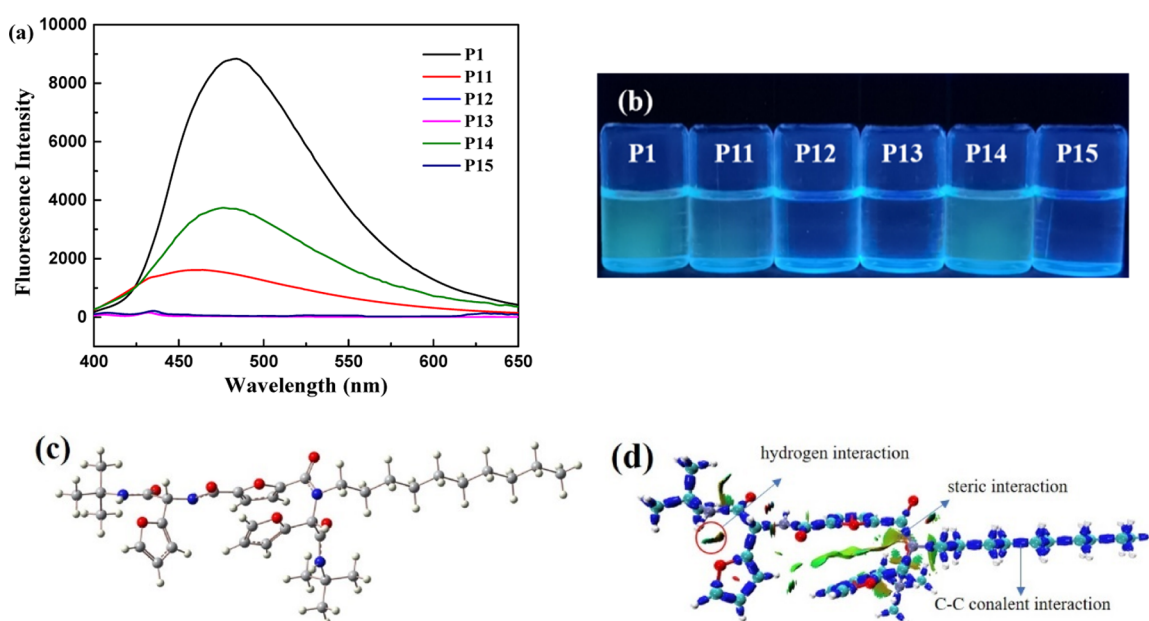 (a)
10000
8000
6000
4000
2000
0
Fluorescence Intensity
400 450 500 550 600 650
Wavelength (nm)
P1
P11
P12
P13
P14
P15
(b)
P1 P11 P12 P13 P14 P15
(c)
(d)
hydrogen interaction
steric interaction
C-C conalent interaction